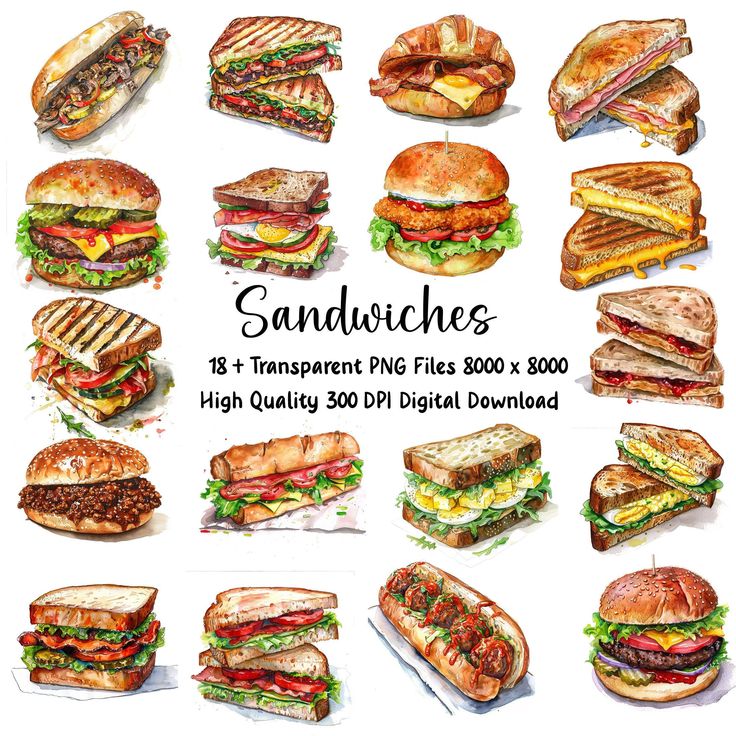 Sandwiches
18 + Transparent PNG Files 8000 x 8000
High Quality 300 DPI Digital Download